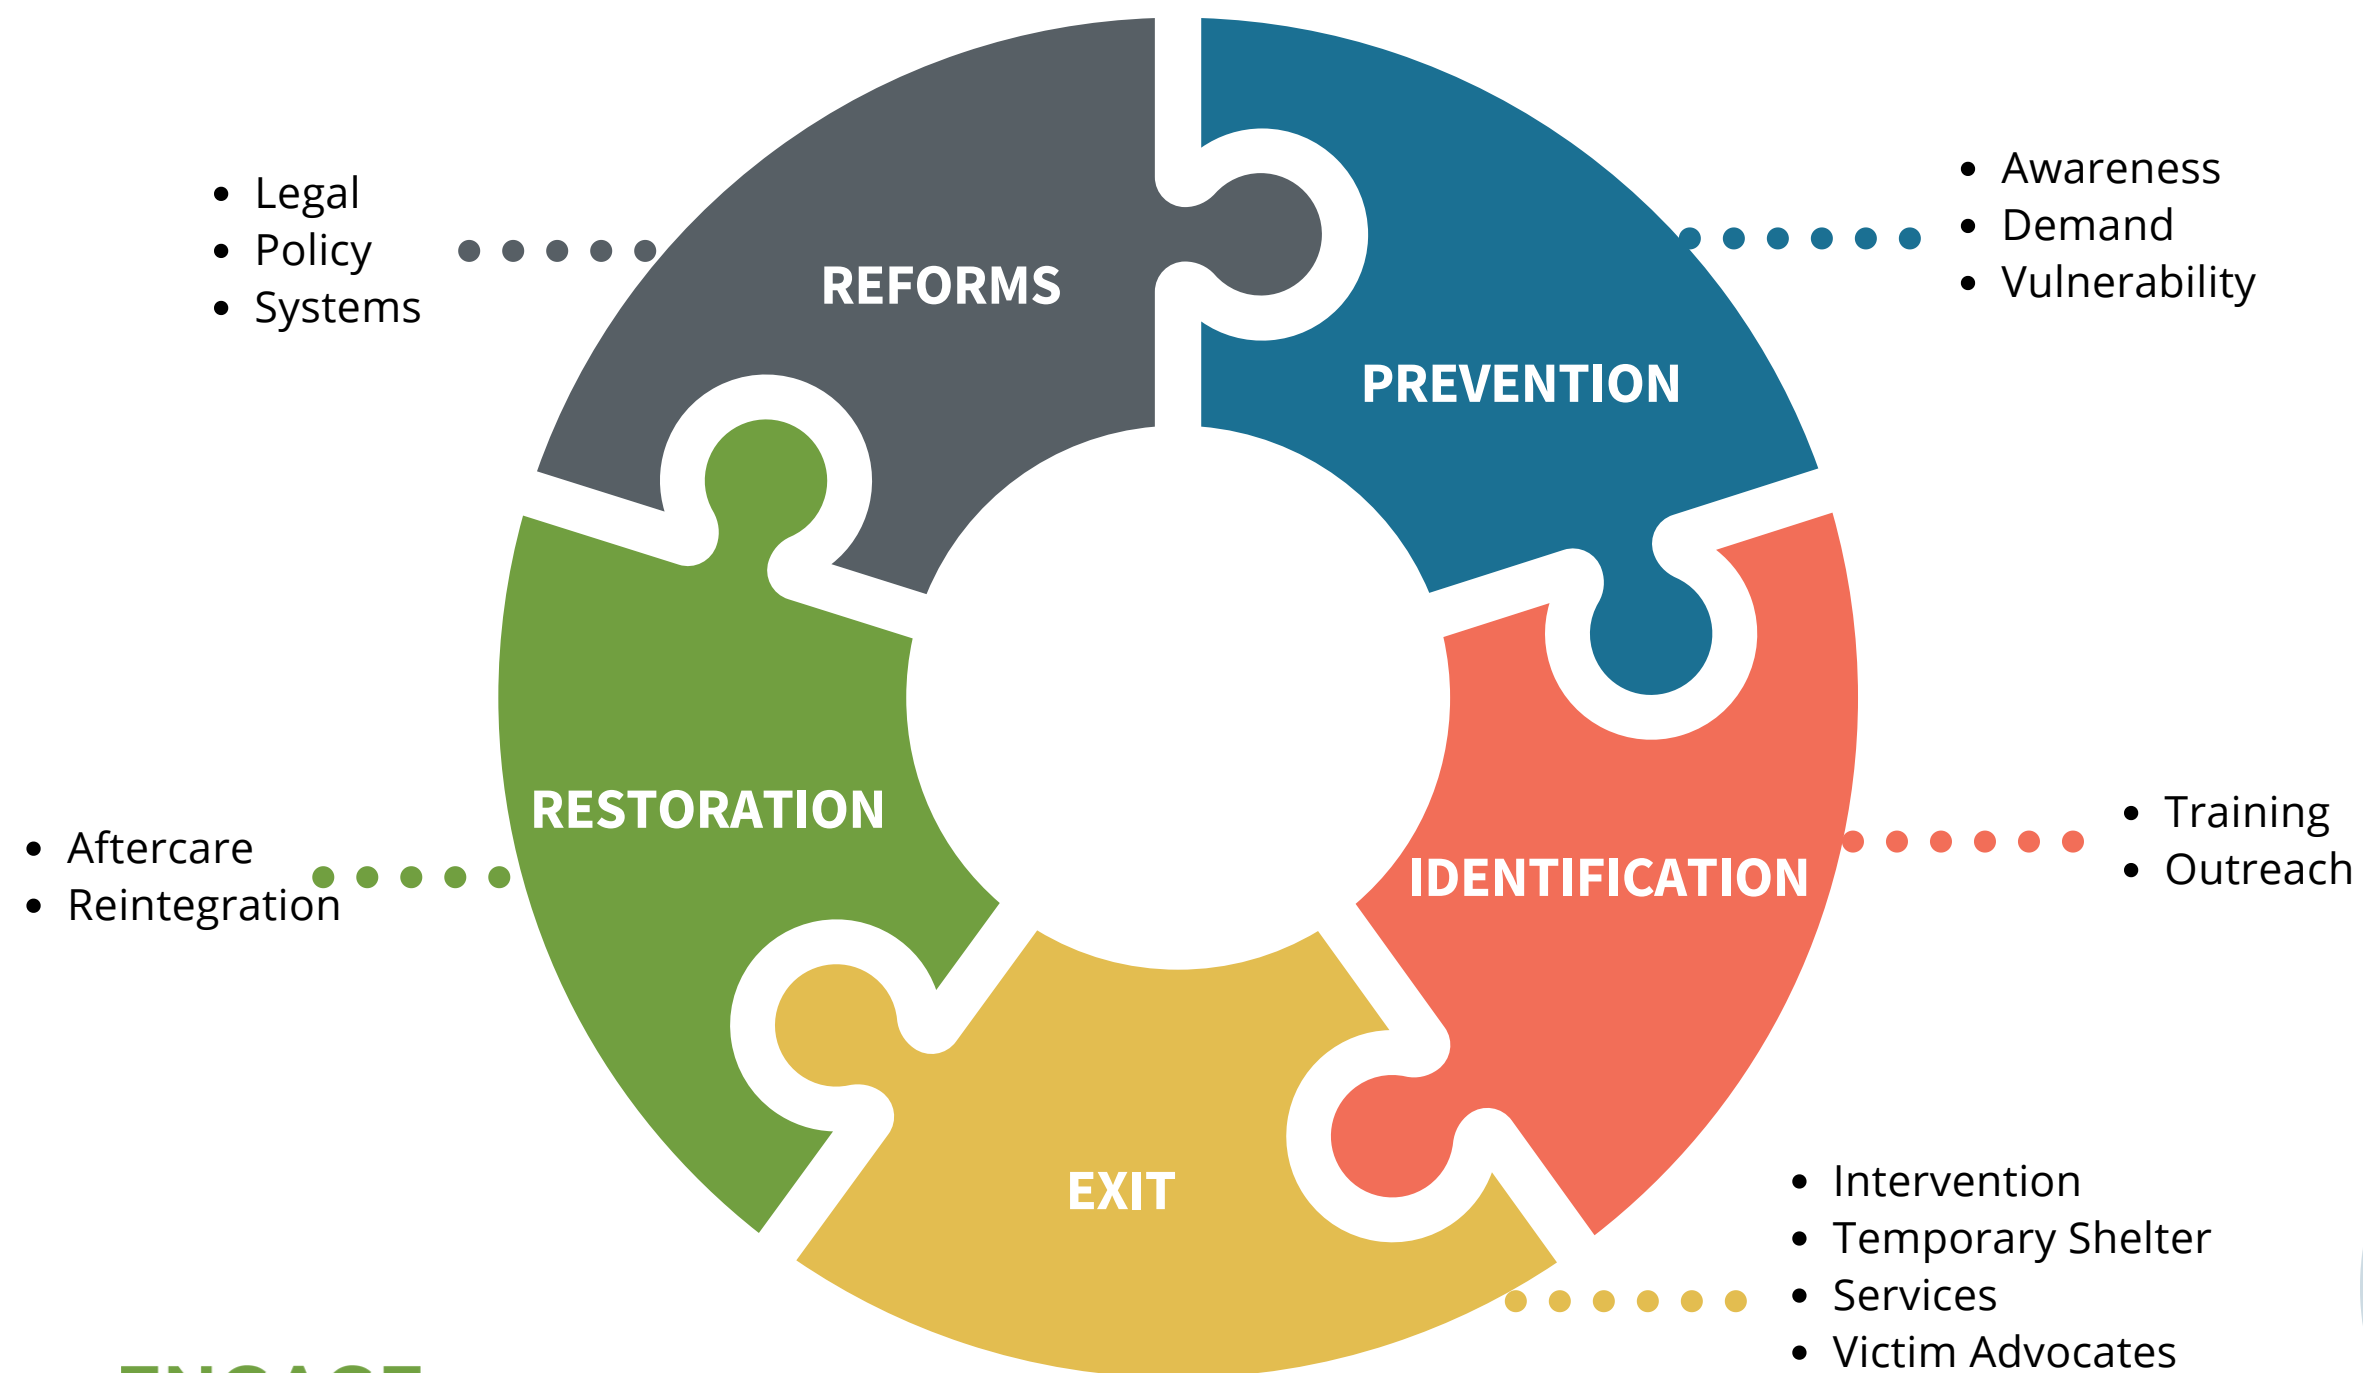 REFORMS
• Legal
• Policy
• Systems
PREVENTION
• Awareness
• Demand
• Vulnerability
IDENTIFICATION
• Training
• Outreach
EXIT
• Intervention
• Temporary Shelter
• Services
• Victim Advocates
RESTORATION
• Aftercare
• Reintegration
ENGAGE